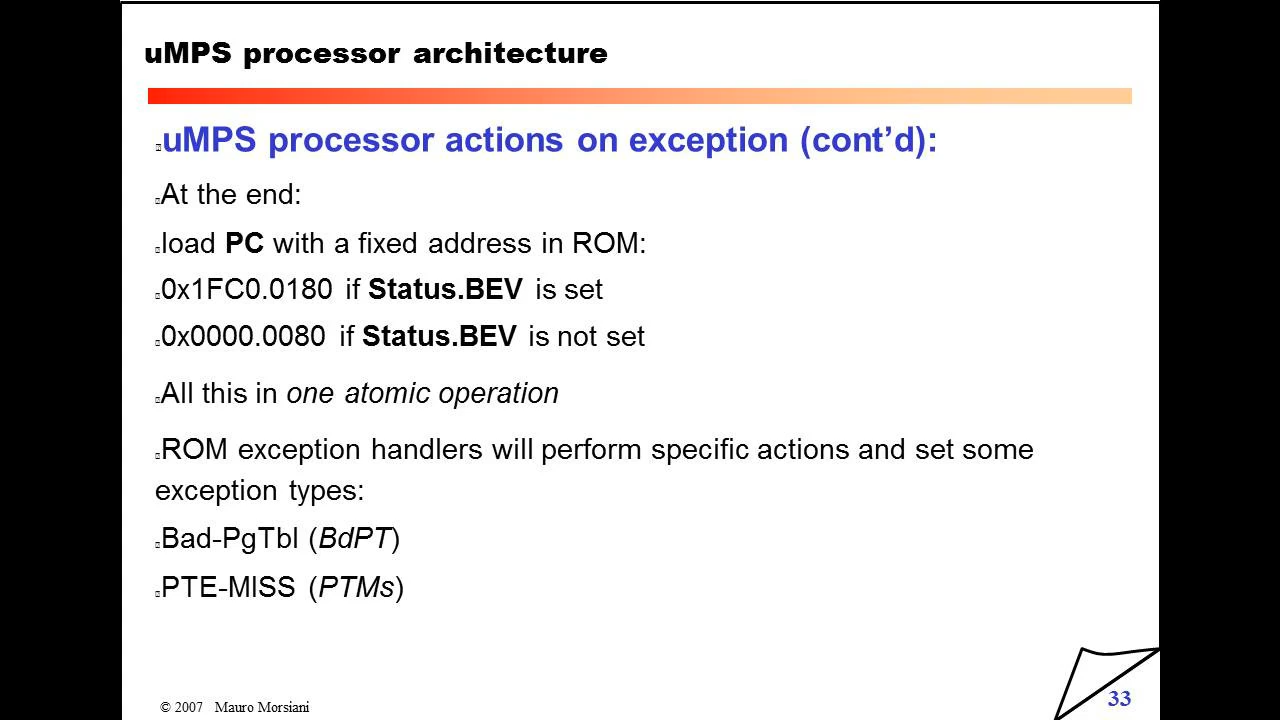 uMPS processor architecture
uMPS processor actions on exception (cont’d):
At the end:
load PC with a fixed address in ROM:
0x1FC0.0180 if Status.BEV is set
0x0000.0080 if Status.BEV is not set
All this in one atomic operation
ROM exception handlers will perform specific actions and set some
exception types:
Bad-PgTbl (BdPT)
PTE-MISS (PTMs)
© 2007 Mauro Morsiani
33